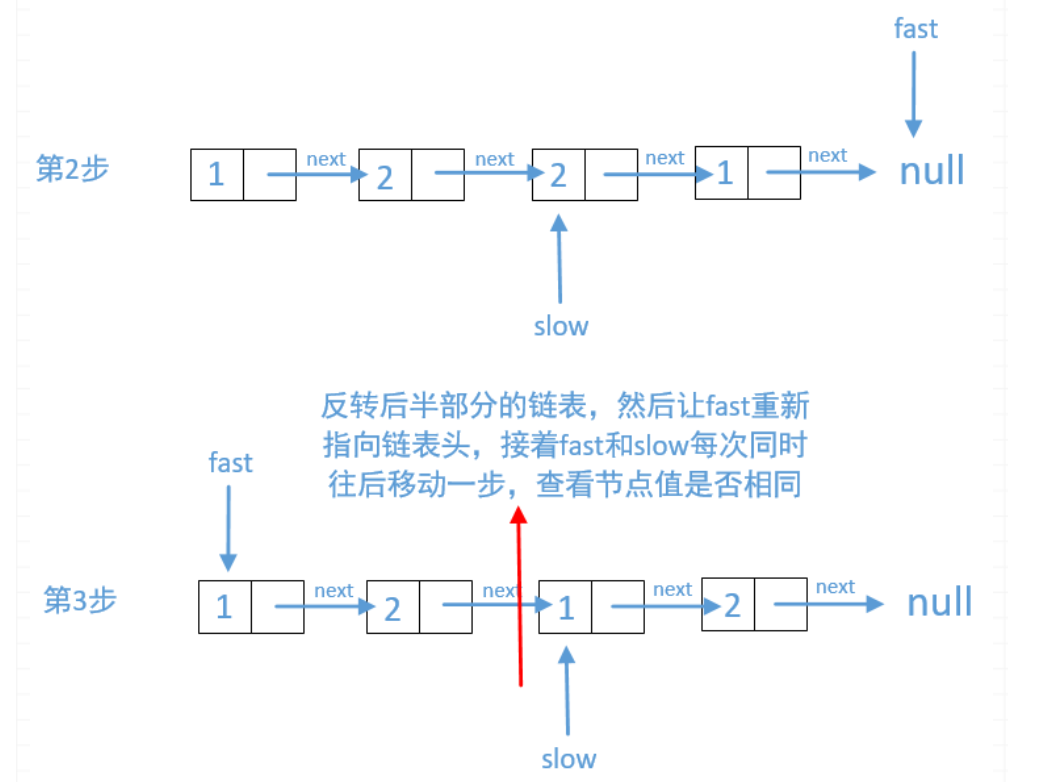 fast
第2步 1 next 2 next 2 next 1 next null
slow
反转后半部分的链表，然后让fast重新
指向链表头，接着fast和slow每次同时
往后移动一步，查看节点值是否相同
fast
第3步 1 next 2 next 1 next 2 next null
slow